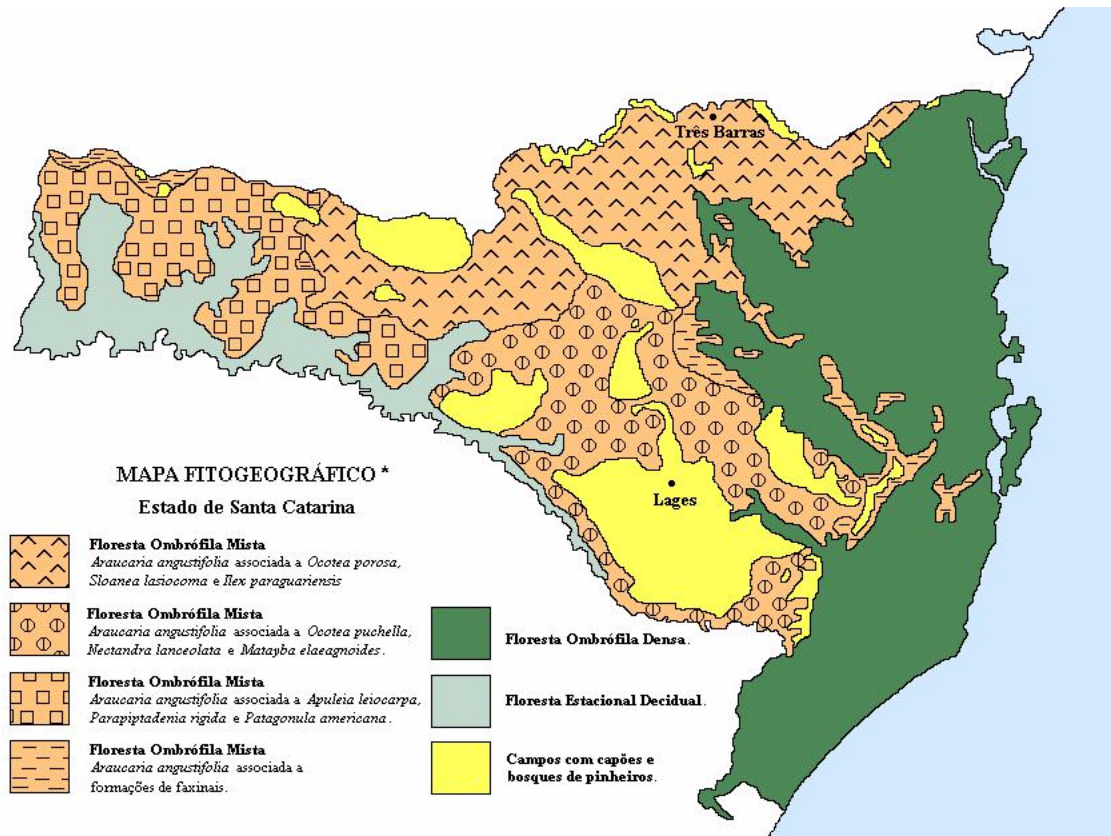 Três Barras
Lages
MAPA FITOGEOGRÁFICO *
Estado de Santa Catarina
Floresta Ombrófila Mista
Araucaria angustifolia associada a Ocotea porosa,
Sloanea lasiocoma e Ilex paraguariensis
Floresta Ombrófila Mista
Araucaria angustifolia associada a Ocotea puchella,
Nectandra lanceolata e Matayba elaeagnoides.
Floresta Ombrófila Mista
Araucaria angustifolia associada a Apuleia leiocarpa,
Parapiptadenia rigida e Patagonula americana.
Floresta Ombrófila Mista
Araucaria angustifolia associada a
formações de faxinais.
Floresta Ombrófila Densa.
Floresta Estacional Decidual.
Campos com capões e
bosques de pinheiros.